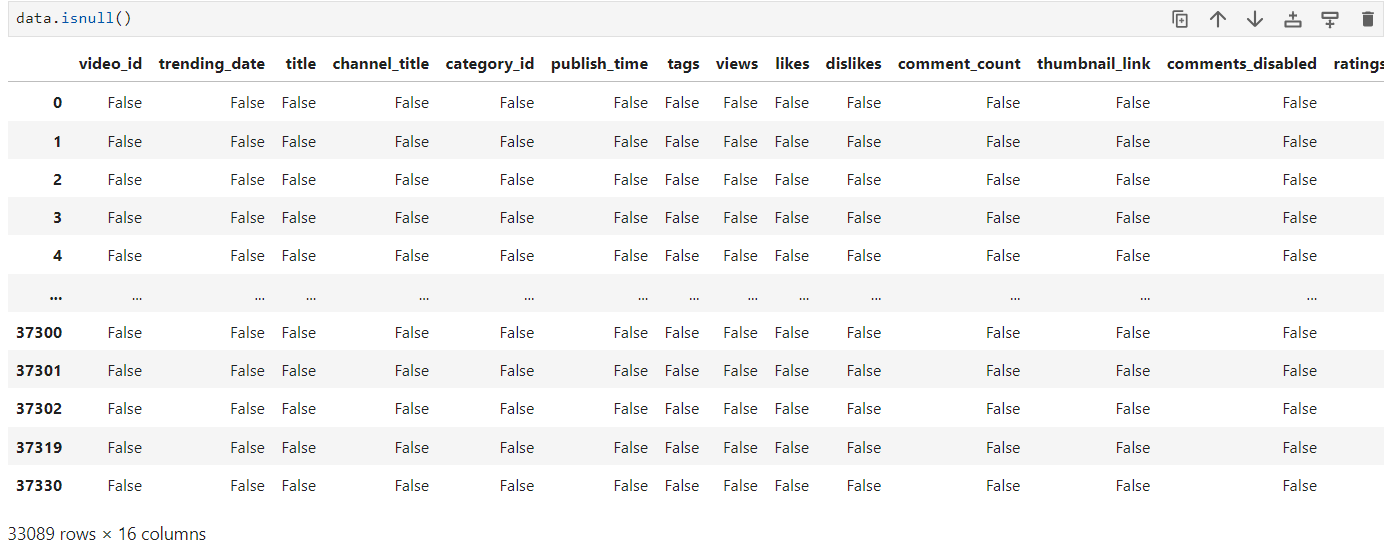 data.isnull()
video_id trending_date title channel_title category_id publish_time tags views likes dislikes comment_count thumbnail_link comments_disabled ratings
0 False False False False False False False False False False False False False
1 False False False False False False False False False False False False False
2 False False False False False False False False False False False False False
3 False False False False False False False False False False False False False
4 False False False False False False False False False False False False False
... ... ... ... ... ... ... ... ... ... ... ... ... ...
37300 False False False False False False False False False False False False False
37301 False False False False False False False False False False False False False
37302 False False False False False False False False False False False False False
37319 False False False False False False False False False False False False False
37330 False False False False False False False False False False False False False
33089 rows × 16 columns